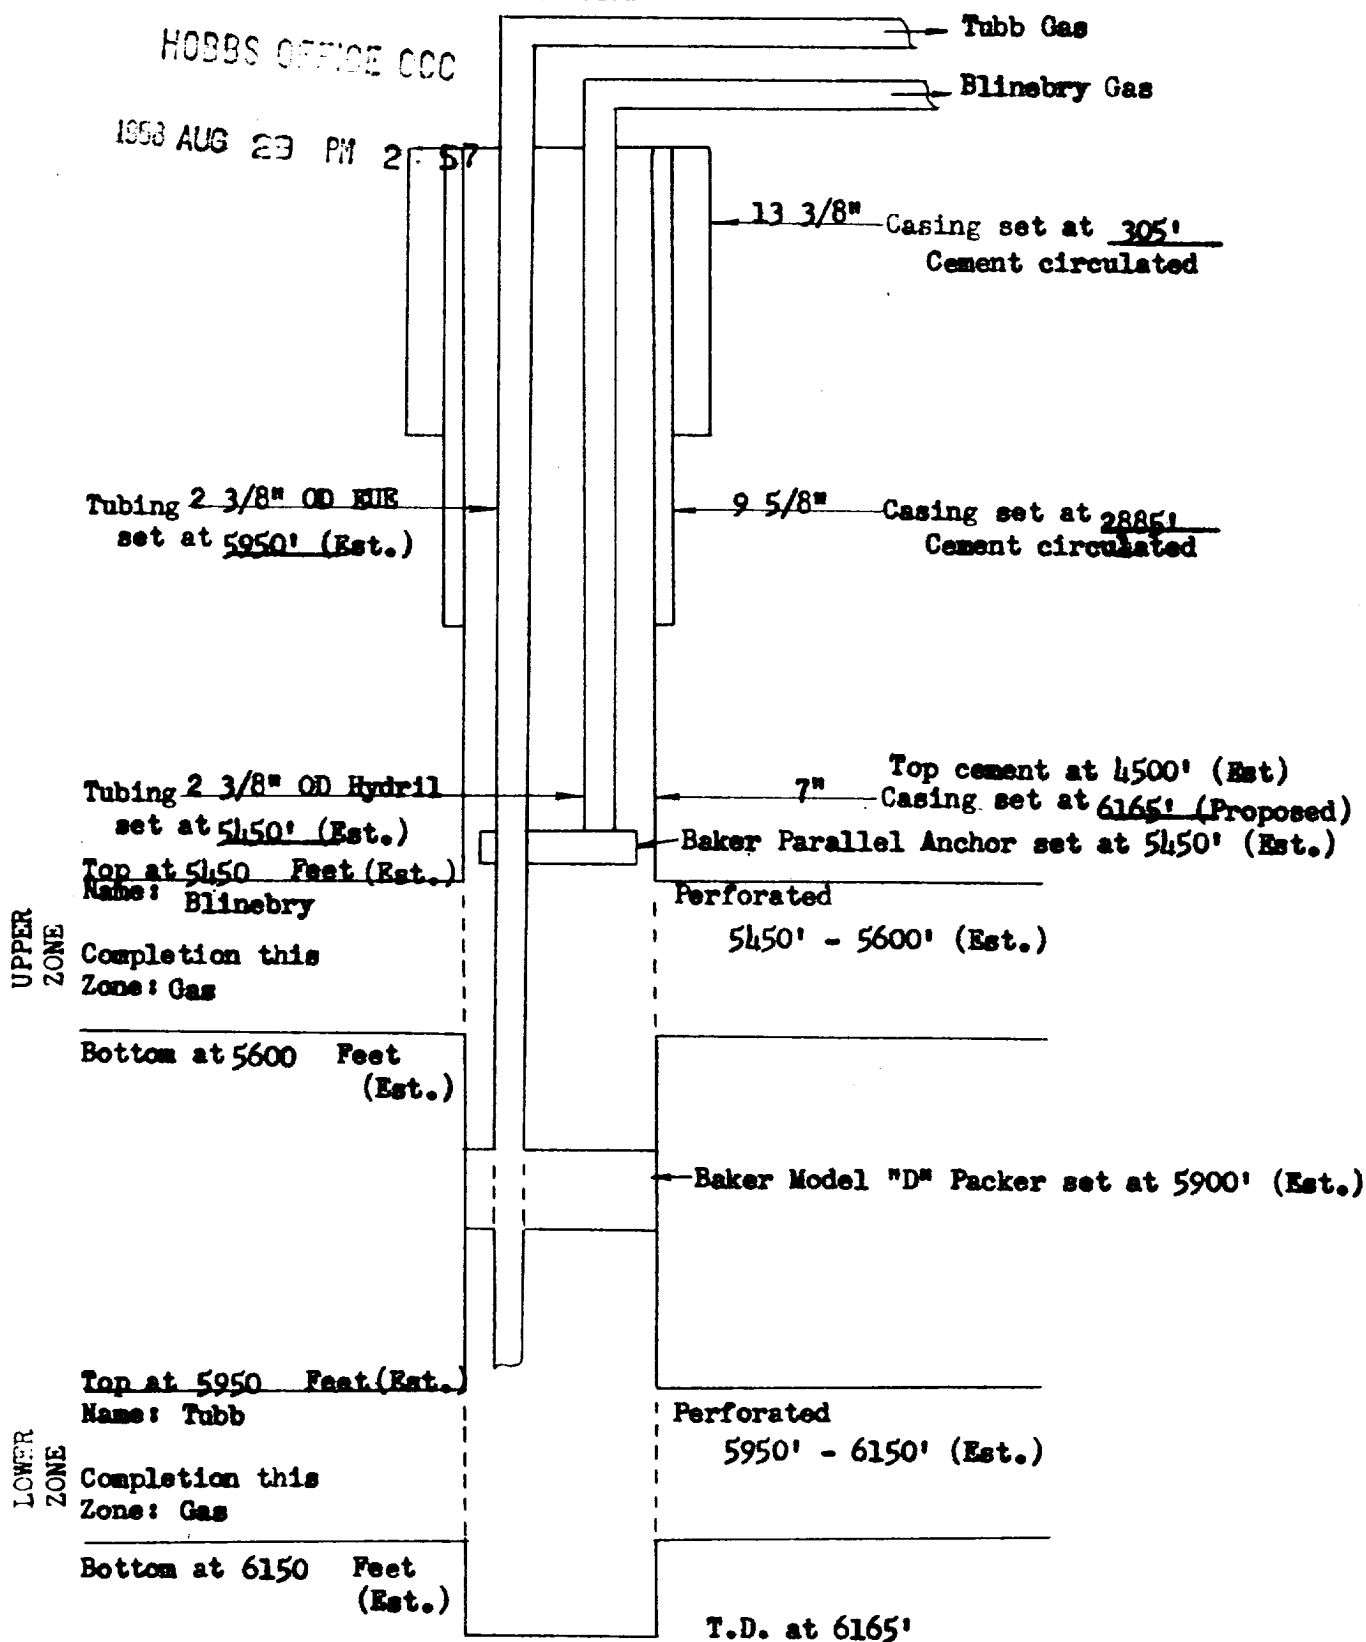 HOBBS OFFICE OCC
1958 AUG 29 PM 2:57
Tubb Gas
Blinebry Gas
13 3/8" Casing set at 305'
Cement circulated
Tubing 2 3/8" OD EUE
set at 5950' (Est.)
9 5/8" Casing set at 2885'
Cement circulated
Tubing 2 3/8" OD Hydril
set at 5450' (Est.)
Top cement at 4500' (Est)
7" Casing set at 6165' (Proposed)
Baker Parallel Anchor set at 5450' (Est.)
UPPER
ZONE
Top at 5450 Feet (Est.)
Name: Blinebry
Completion this
Zone: Gas
Perforated
5450' - 5600' (Est.)
Bottom at 5600 Feet
(Est.)
Baker Model "D" Packer set at 5900' (Est.)
LOWER
ZONE
Top at 5950 Feet (Est.)
Name: Tubb
Completion this
Zone: Gas
Perforated
5950' - 6150' (Est.)
Bottom at 6150 Feet
(Est.)
T.D. at 6165'